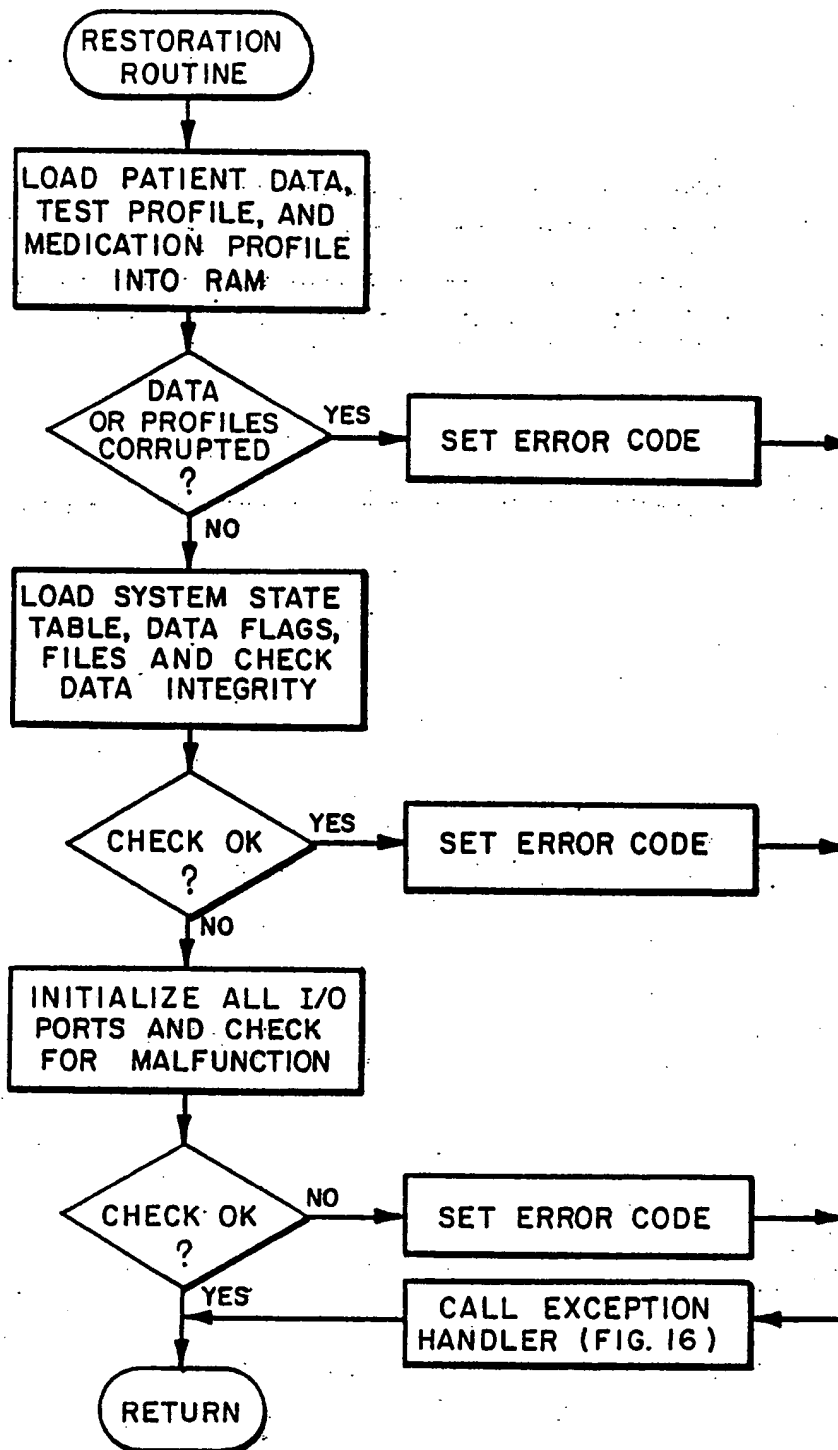 RESTORATION
ROUTINE
LOAD PATIENT DATA,
TEST PROFILE, AND
MEDICATION PROFILE
INTO RAM
DATA
OR PROFILES
CORRUPTED
?
YES
SET ERROR CODE
NO
LOAD SYSTEM STATE
TABLE, DATA FLAGS,
FILES AND CHECK
DATA INTEGRITY
CHECK OK
?
YES
SET ERROR CODE
NO
INITIALIZE ALL I/O
PORTS AND CHECK
FOR MALFUNCTION
CHECK OK
?
NO
SET ERROR CODE
YES
CALL EXCEPTION
HANDLER (FIG. 16)
RETURN